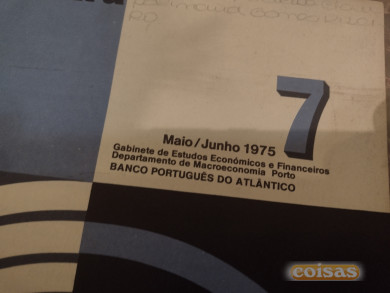 7
Maio/Junho 1975
Gabinete de Estudos Económicos e Financeiros
Departamento de Macroeconomia Porto
BANCO PORTUGUÊS DO ATLÂNTICO
coisas